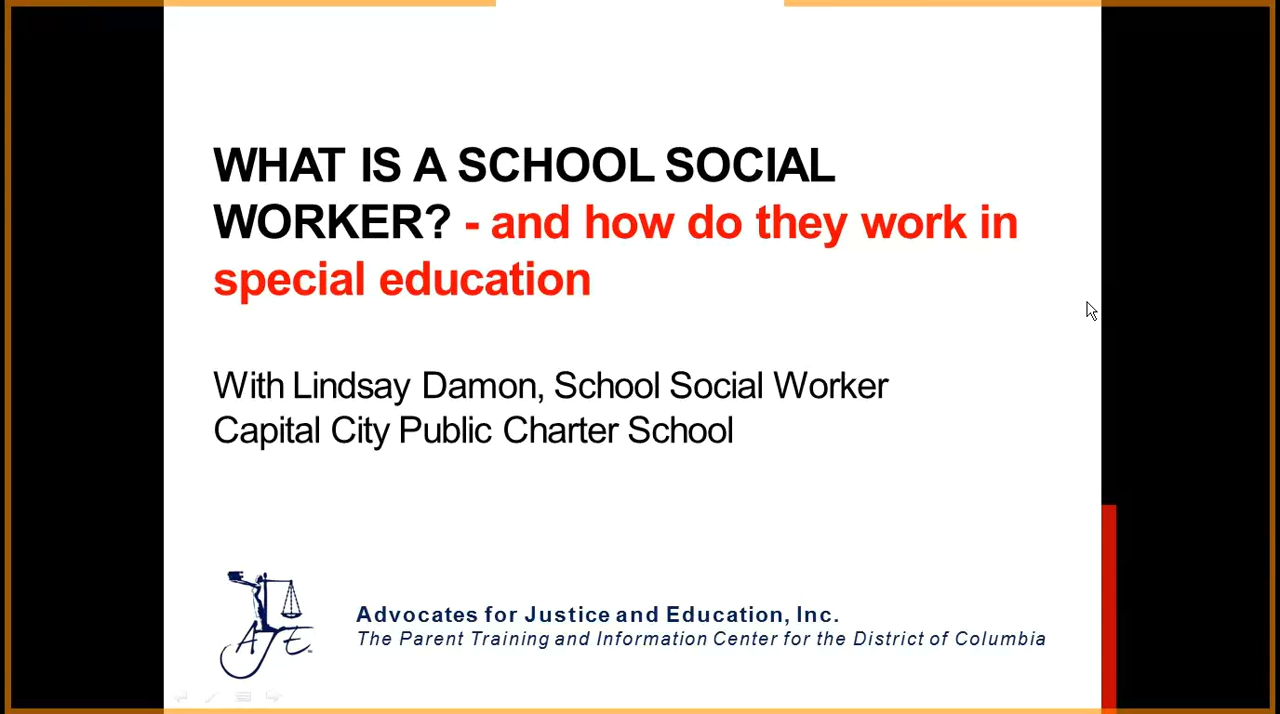 WHAT IS A SCHOOL SOCIAL
WORKER? - and how do they work in
special education
With Lindsay Damon, School Social Worker
Capital City Public Charter School
AJE
Advocates for Justice and Education, Inc.
The Parent Training and Information Center for the District of Columbia